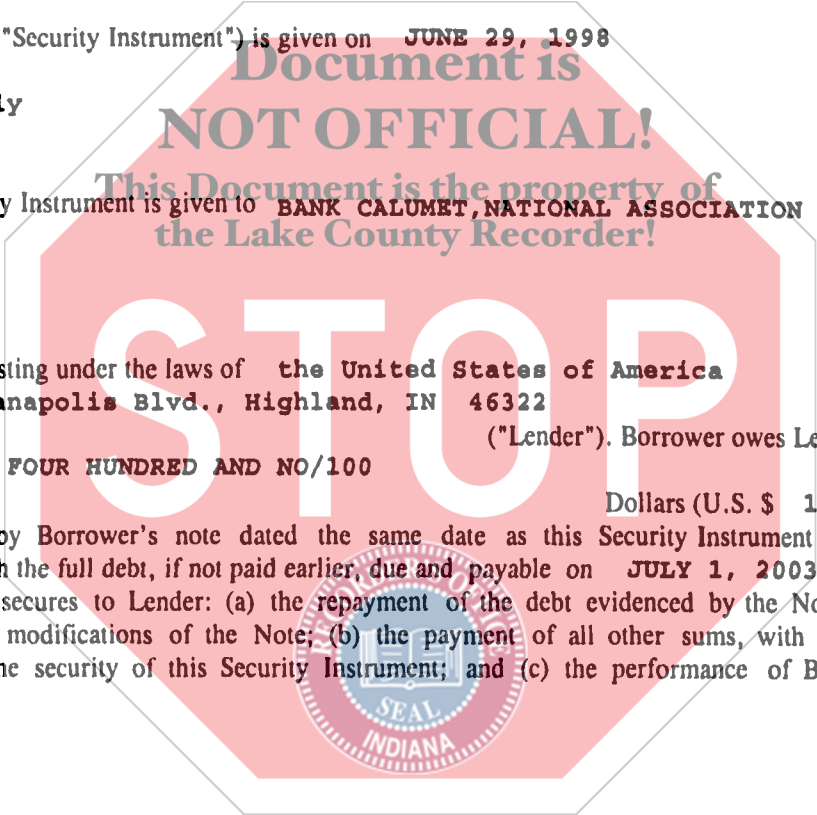 "Security Instrument") is given on JUNE 29, 1998
Document is
ly
NOT OFFICIAL!
This Document is the property of
y Instrument is given to BANK CALUMET,NATIONAL ASSOCIATION
the Lake County Recorder!
STOP
sting under the laws of the United States of America
anapolis Blvd., Highland, IN 46322
("Lender"). Borrower owes Le
FOUR HUNDRED AND NO/100
Dollars (U.S. $ 1
by Borrower's note dated the same date as this Security Instrument
h the full debt, if not paid earlier, due and payable on JULY 1, 2003
secures to Lender: (a) the repayment of the debt evidenced by the No
modifications of the Note; (b) the payment of all other sums, with
he security of this Security Instrument; and (c) the performance of B
RECORDER'S OFFICE
SEAL
INDIANA